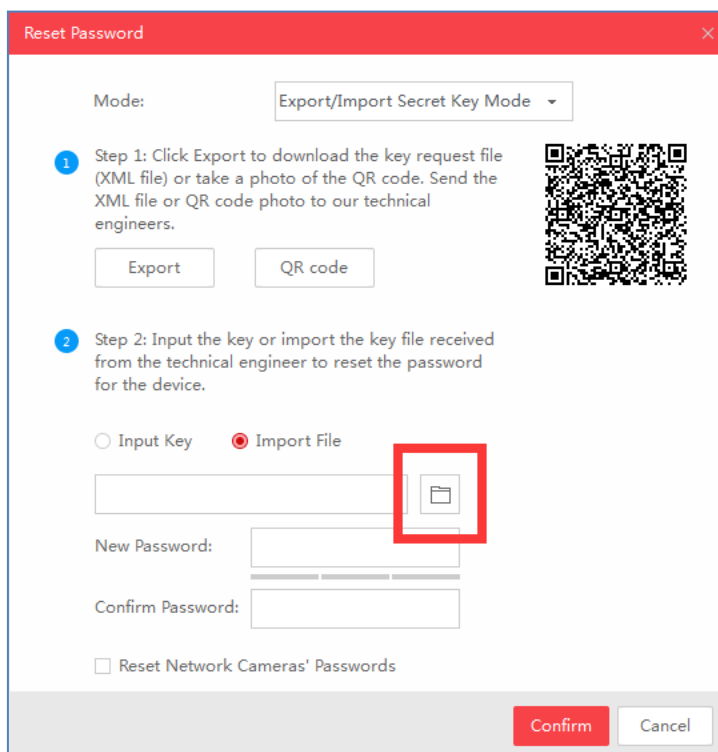 Reset Password
Mode: Export/Import Secret Key Mode
1
Step 1: Click Export to download the key request file
(XML file) or take a photo of the QR code. Send the
XML file or QR code photo to our technical
engineers.
Export QR code
2
Step 2: Input the key or import the key file received
from the technical engineer to reset the password
for the device.
Input Key Import File
New Password:
Confirm Password:
Reset Network Cameras' Passwords
Confirm Cancel